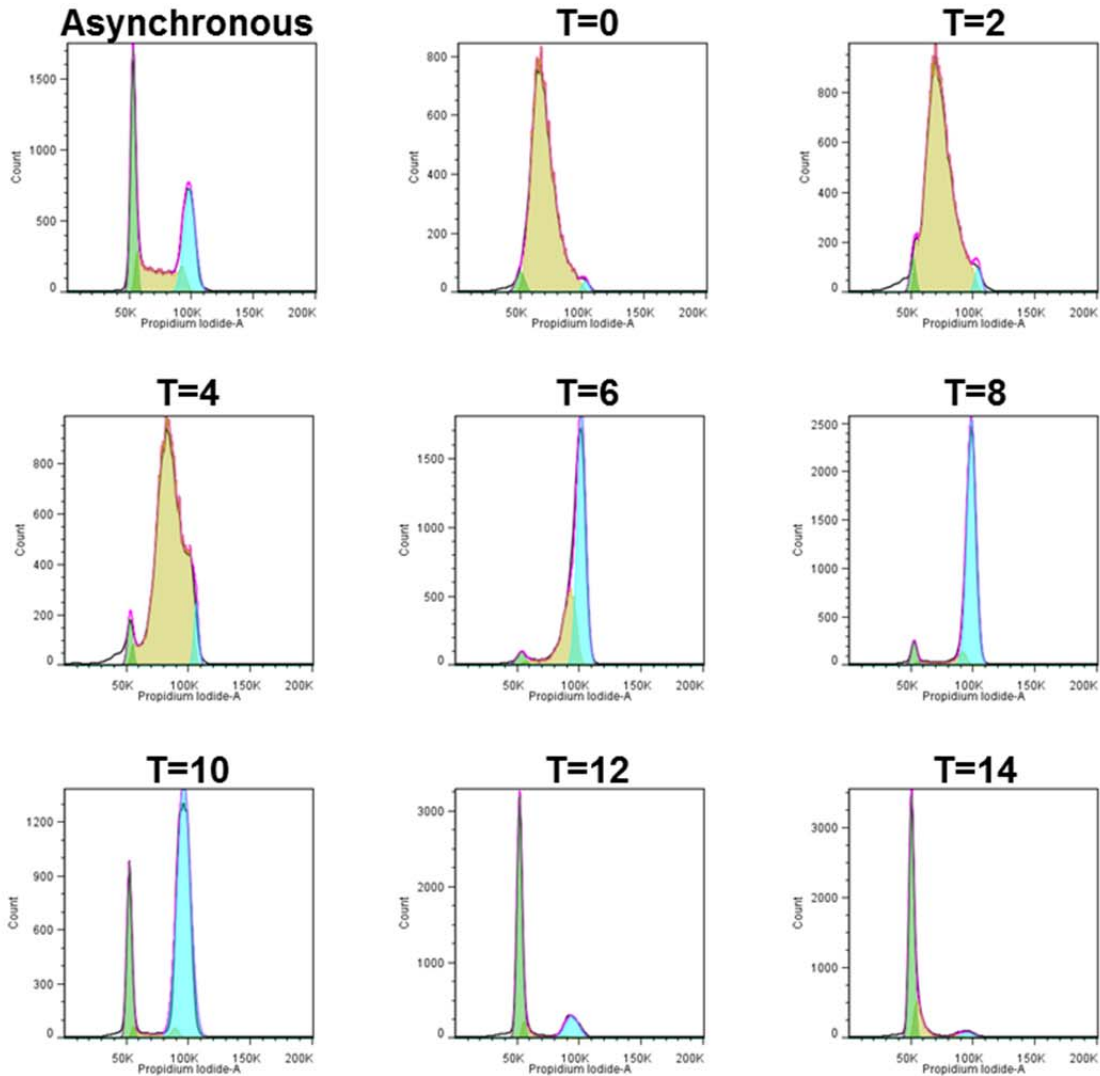 Asynchronous
T=0
T=2
1500
1000
500
0
Count
50K 100K 150K 200K
Propidium Iodide-A
800
600
400
200
0
Count
50K 100K 150K 200K
Propidium Iodide-A
800
600
400
200
0
Count
50K 100K 150K 200K
Propidium Iodide-A
T=4
T=6
T=8
800
600
400
200
0
Count
50K 100K 150K 200K
Propidium Iodide-A
1500
1000
500
0
Count
50K 100K 150K 200K
Propidium Iodide-A
2500
2000
1500
1000
500
0
Count
50K 100K 150K 200K
Propidium Iodide-A
T=10
T=12
T=14
1200
900
600
300
0
Count
50K 100K 150K 200K
Propidium Iodide-A
3000
2000
1000
0
Count
50K 100K 150K 200K
Propidium Iodide-A
3000
2000
1000
0
Count
50K 100K 150K 200K
Propidium Iodide-A